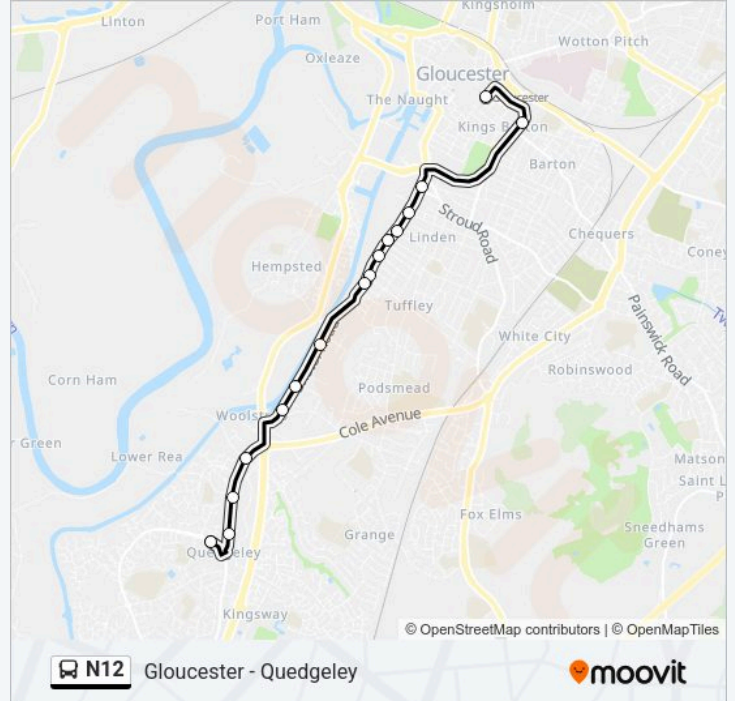 Kingsholm
Linton
Port Ham
Wotton Pitch
Oxleaze
Gloucester
The Naught
Barton
Stroud Road
Linden
Chequers
Coney
Hempsted
Tuffley
Painswick Road
White City
Corn Ham
Podsmead
Robinswood
r Green
Cole Avenue
Lower Rea
Matson
Saint L
Fox Elms
Sneedhams
Green
Grange
Kingsway
© OpenStreetMap contributors | © OpenMapTiles
N12 Gloucester - Quedgeley
moovit